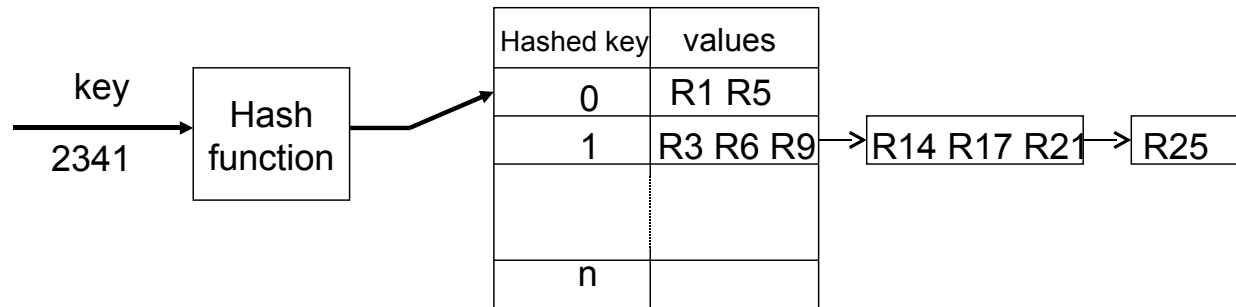 key
2341
Hash
function
Hashed key values
0 R1 R5
1 R3 R6 R9 R14 R17 R21 R25
n